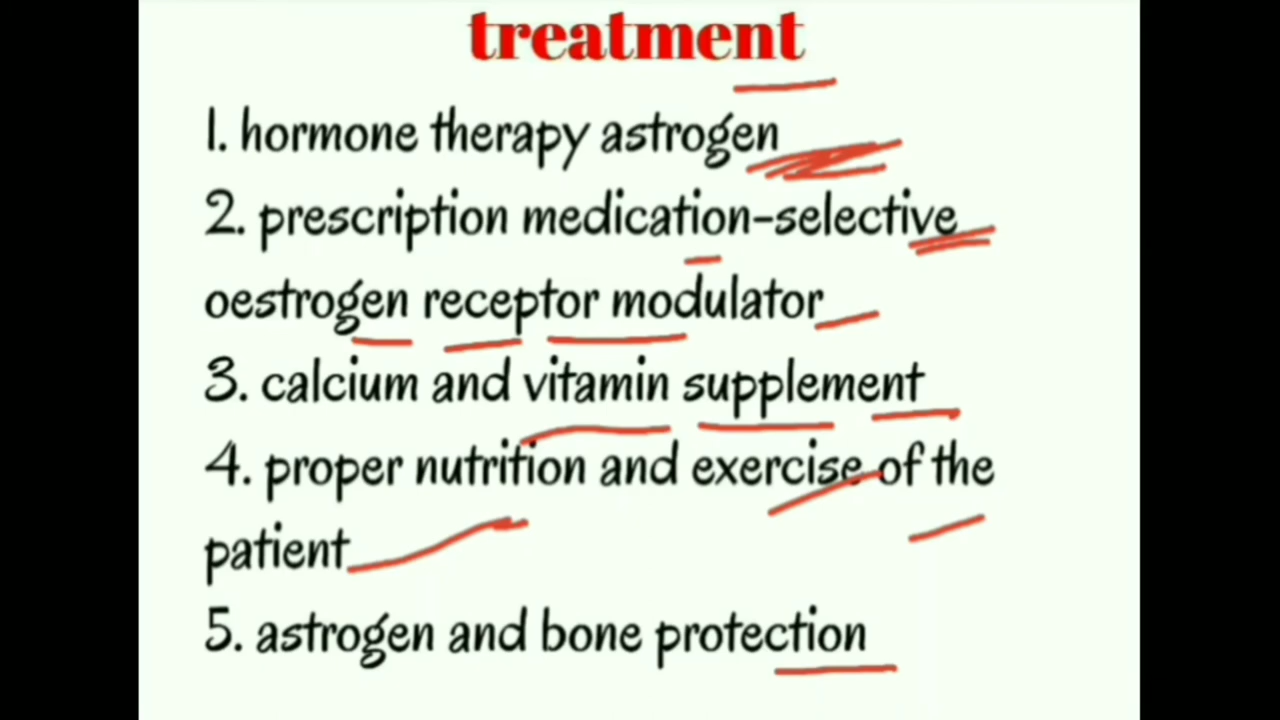 treatment
1. hormone therapy astrogen
2. prescription medication-selective
oestrogen receptor modulator
3. calcium and vitamin supplement
4. proper nutrition and exercise of the
patient
5. astrogen and bone protection